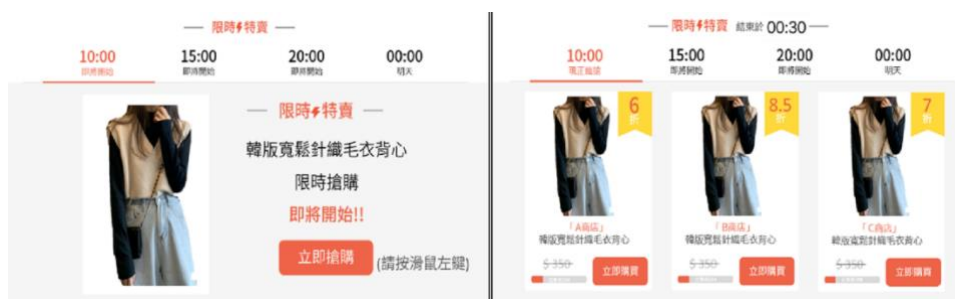 限時特賣
10:00 15:00 20:00 00:00
即將開始 即將開始 即將開始 明天
限時特賣
韓版寬鬆針織毛衣背心
限時搶購
即將開始!!
立即搶購 (請按滑鼠左鍵)
限時特賣 結束於 00:30
10:00 15:00 20:00 00:00
現正搶購 即將開始 即將開始 明天
6折 8.5折 7折
「A商店」 「B商店」 「C商店」
韓版寬鬆針織毛衣背心 韓版寬鬆針織毛衣背心 韓版寬鬆針織毛衣背心
$ 350 立即購買 $ 350 立即購買 $ 350 立即購買